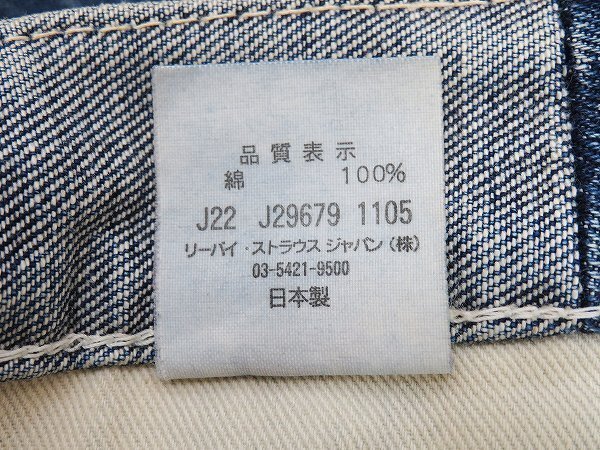 品質表示
綿 100%
J22 J29679 1105
リーバイ・ストラウス ジャパン(株)
03-5421-9500
日本製